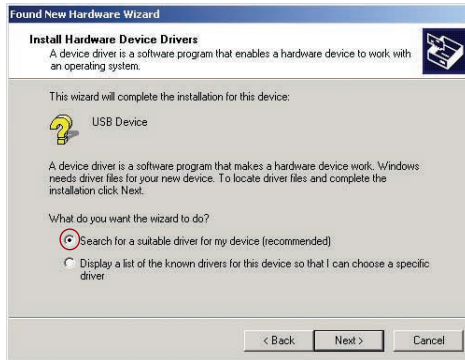 Found New Hardware Wizard
Install Hardware Device Drivers
A device driver is a software program that enables a hardware device to work with
an operating system.
This wizard will complete the installation for this device:
USB Device
A device driver is a software program that makes a hardware device work. Windows
needs driver files for your new device. To locate driver files and complete the
installation click Next.
What do you want the wizard to do?
Search for a suitable driver for my device (recommended)
Display a list of the known drivers for this device so that I can choose a specific
driver
< Back Next > Cancel